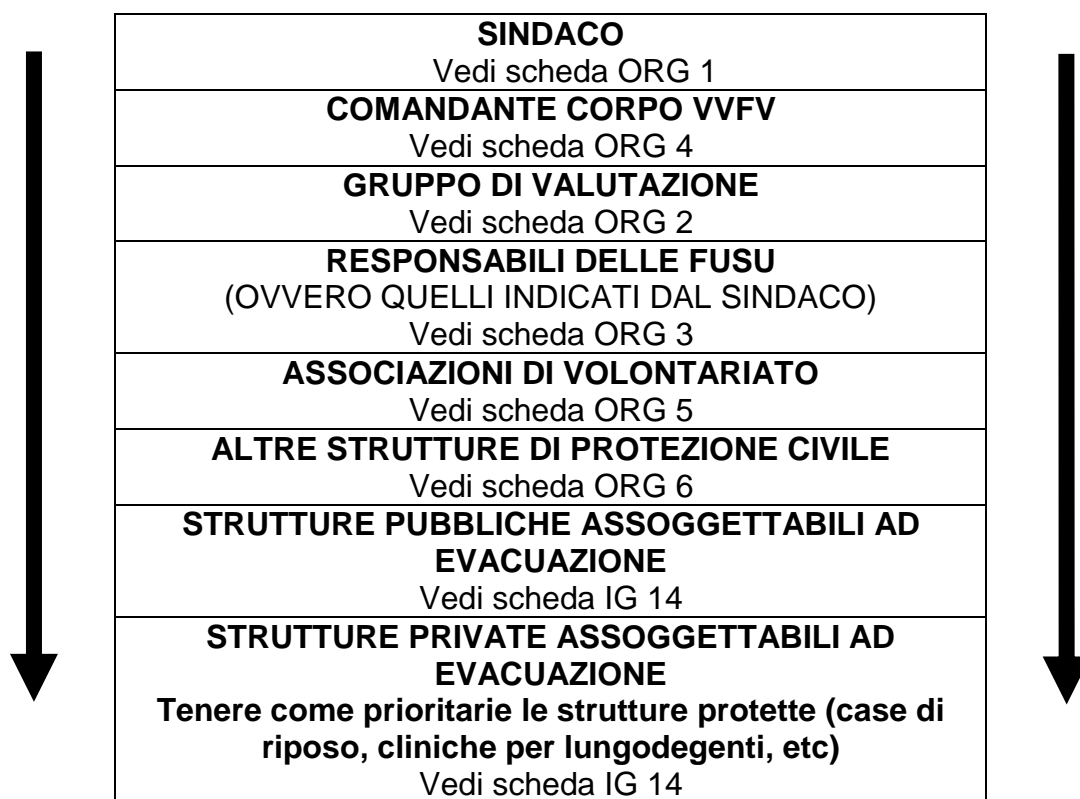 SINDACO
Vedi scheda ORG 1
COMANDANTE CORPO VVFV
Vedi scheda ORG 4
GRUPPO DI VALUTAZIONE
Vedi scheda ORG 2
RESPONSABILI DELLE FUSU
(OVVERO QUELLI INDICATI DAL SINDACO)
Vedi scheda ORG 3
ASSOCIAZIONI DI VOLONTARIATO
Vedi scheda ORG 5
ALTRE STRUTTURE DI PROTEZIONE CIVILE
Vedi scheda ORG 6
STRUTTURE PUBBLICHE ASSOGGETTABILI AD
EVACUAZIONE
Vedi scheda IG 14
STRUTTURE PRIVATE ASSOGGETTABILI AD
EVACUAZIONE
Tenere come prioritarie le strutture protette (case di
riposo, cliniche per lungodegenti, etc)
Vedi scheda IG 14